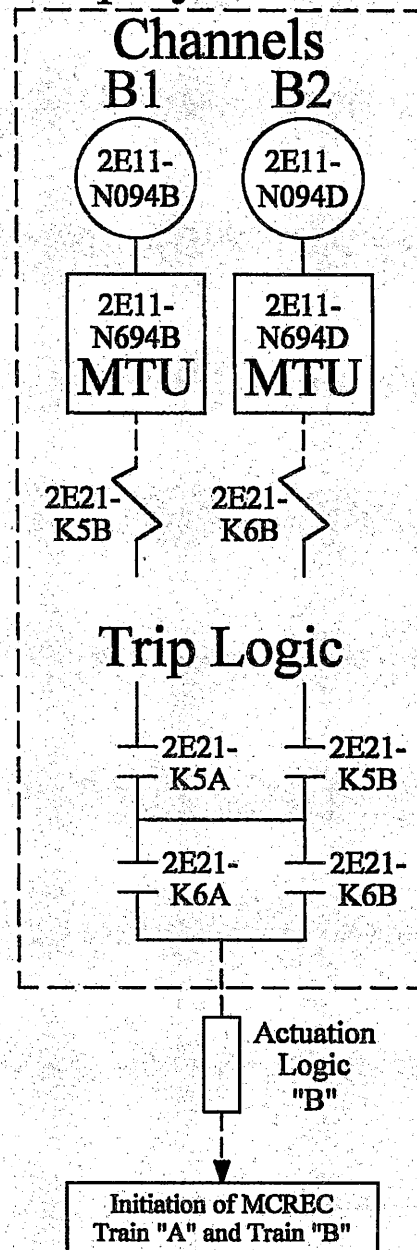 Channels
B1 B2
2E11- 2E11-
N094B N094D
2E11- 2E11-
N694B N694D
MTU MTU
2E21- 2E21-
K5B K6B
Trip Logic
2E21- 2E21-
K5A K5B
2E21- 2E21-
K6A K6B
Actuation
Logic
"B"
Initiation of MCREC
Train "A" and Train "B"